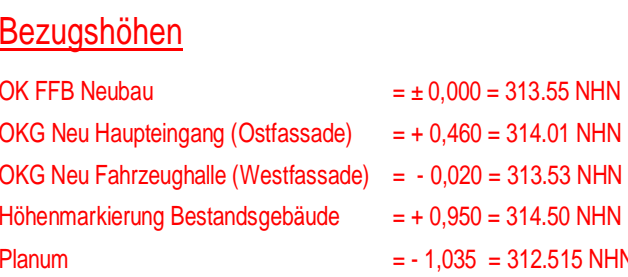 Bezugshöhen
OK FFB Neubau = ± 0,000 = 313.55 NHN
OKG Neu Haupteingang (Ostfassade) = + 0,460 = 314.01 NHN
OKG Neu Fahrzeughalle (Westfassade) = - 0,020 = 313.53 NHN
Höhenmarkierung Bestandsgebäude = + 0,950 = 314.50 NHN
Planum = - 1,035 = 312.515 NHN